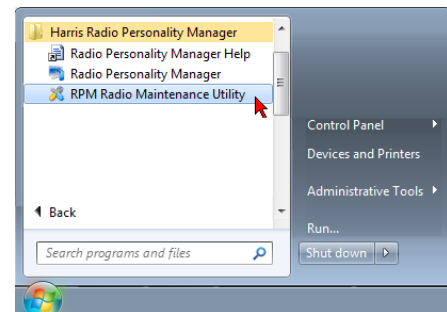 Harris Radio Personality Manager
Radio Personality Manager Help
Radio Personality Manager
RPM Radio Maintenance Utility
Back
Search programs and files
Control Panel
Devices and Printers
Administrative Tools
Run...
Shut down